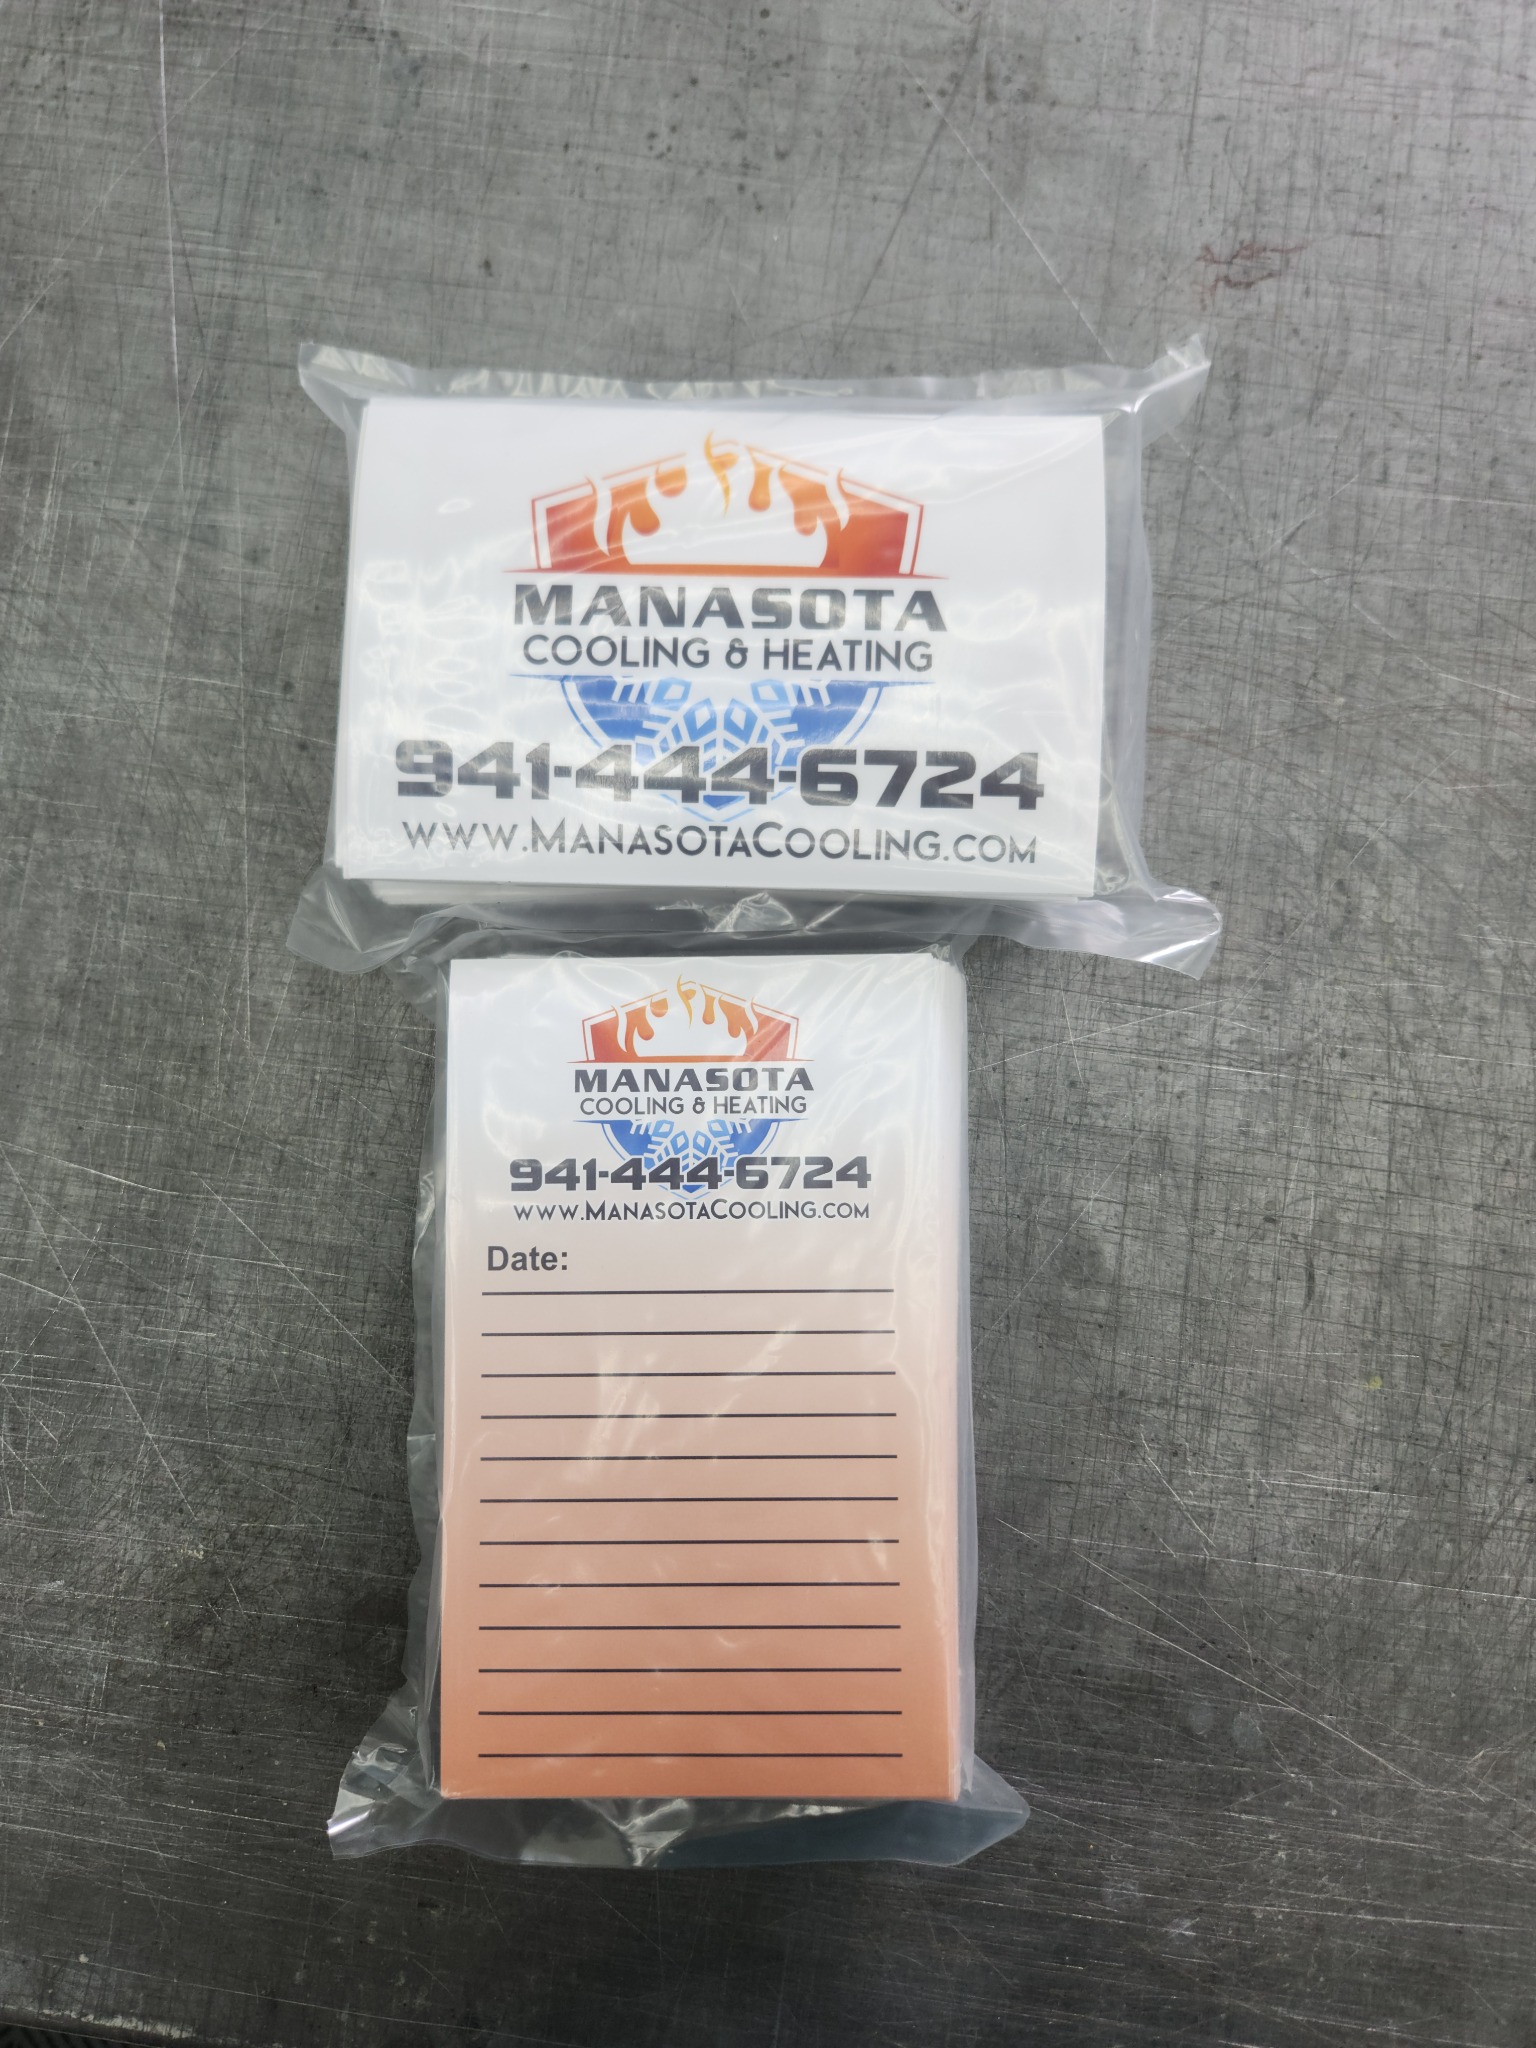 MANASOTA
COOLING & HEATING
941-444-6724
WWW.MANASOTACOOLING.COM
MANASOTA
COOLING & HEATING
941-444-6724
WWW.MANASOTACOOLING.COM
Date: